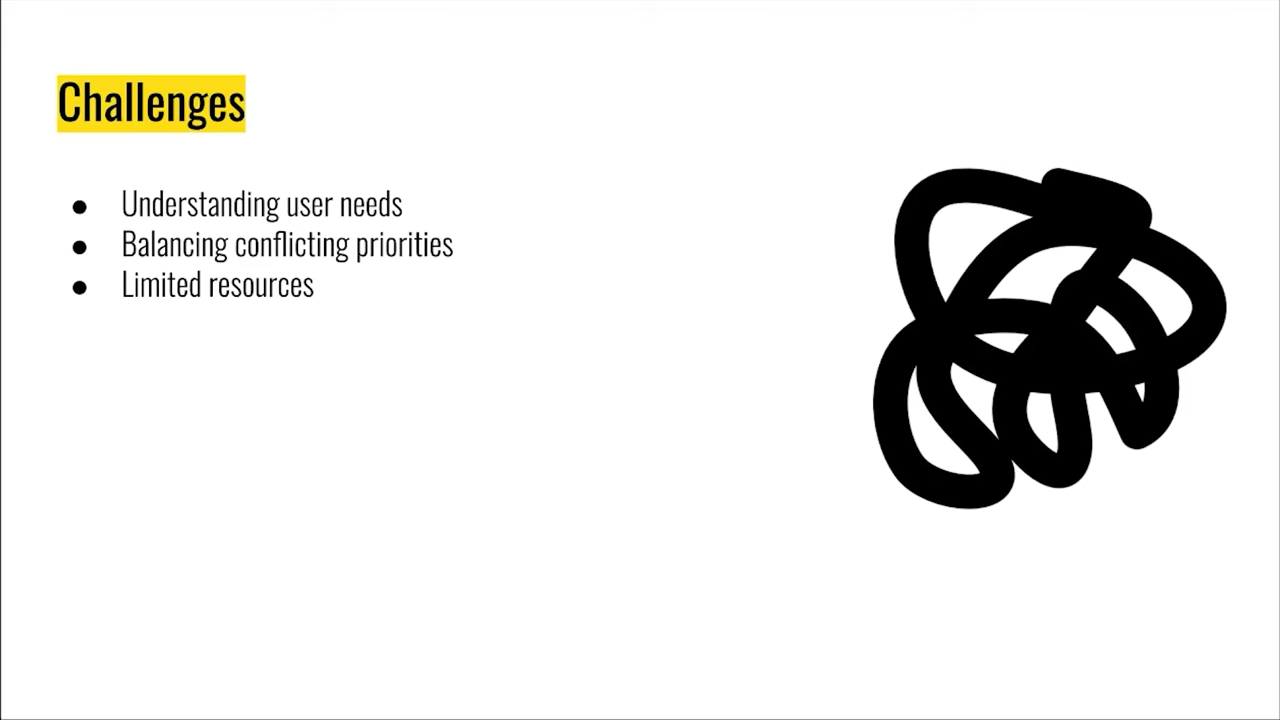 Challenges
● Understanding user needs
● Balancing conflicting priorities
● Limited resources